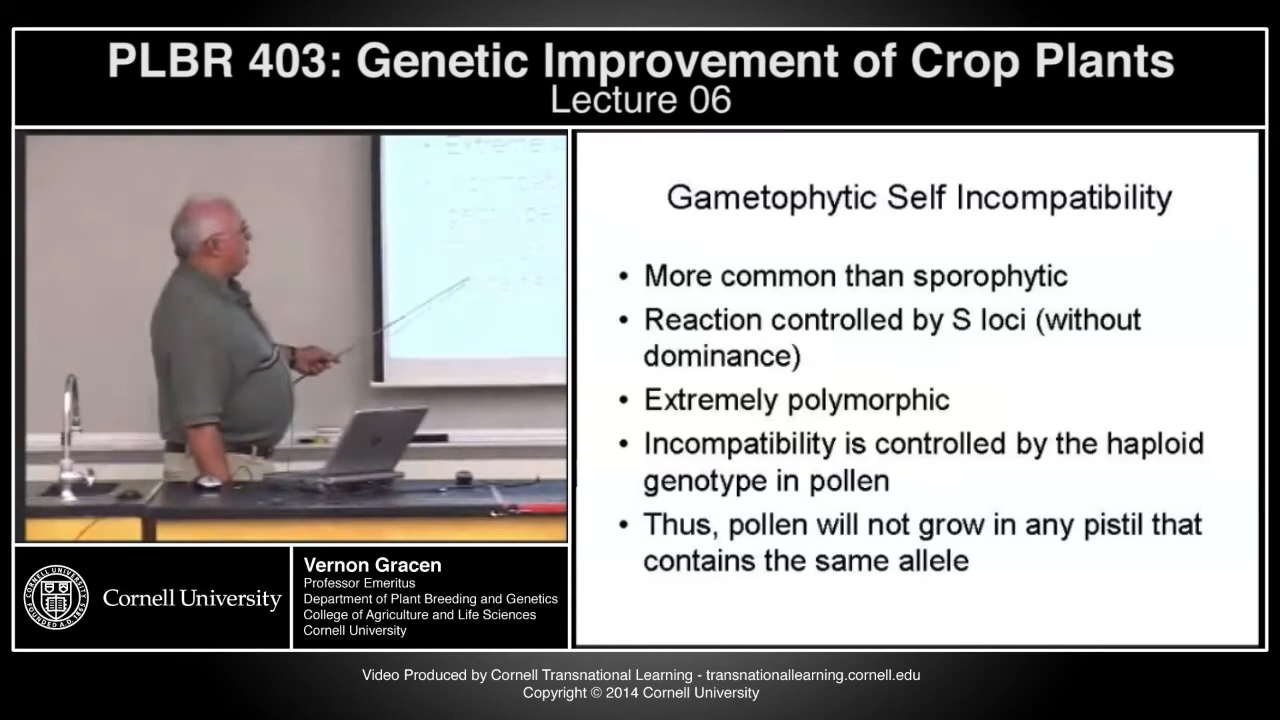 PLBR 403: Genetic Improvement of Crop Plants
Lecture 06
Gametophytic Self Incompatibility
• More common than sporophytic
• Reaction controlled by S loci (without
dominance)
• Extremely polymorphic
• Incompatibility is controlled by the haploid
genotype in pollen
• Thus, pollen will not grow in any pistil that
contains the same allele
Cornell University
Vernon Gracen
Professor Emeritus
Department of Plant Breeding and Genetics
College of Agriculture and Life Sciences
Cornell University
Video Produced by Cornell Transnational Learning - transnationallearning.cornell.edu
Copyright © 2014 Cornell University